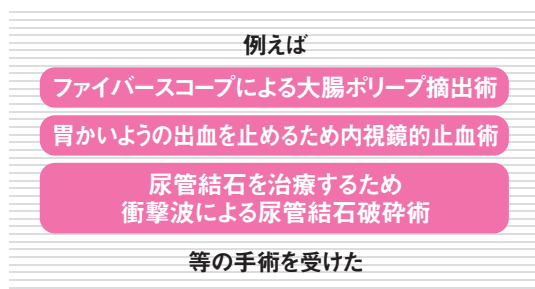 例えば
ファイバースコープによる大腸ポリープ摘出術
胃かいようの出血を止めるため内視鏡的止血術
尿管結石を治療するため
衝撃波による尿管結石破砕術
等の手術を受けた